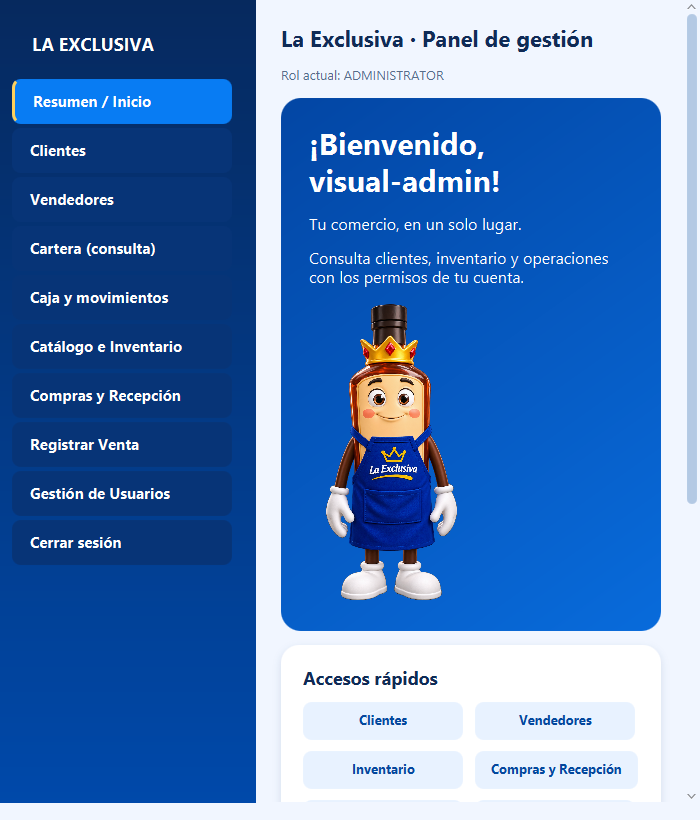 LA EXCLUSIVA
Resumen / Inicio
Clientes
Vendedores
Cartera (consulta)
Caja y movimientos
Catálogo e Inventario
Compras y Recepción
Registrar Venta
Gestión de Usuarios
Cerrar sesión
La Exclusiva · Panel de gestión
Rol actual: ADMINISTRATOR
¡Bienvenido,
visual-admin!
Tu comercio, en un solo lugar.
Consulta clientes, inventario y operaciones
con los permisos de tu cuenta.
La Exclusiva
Accesos rápidos
Clientes
Vendedores
Inventario
Compras y Recepción